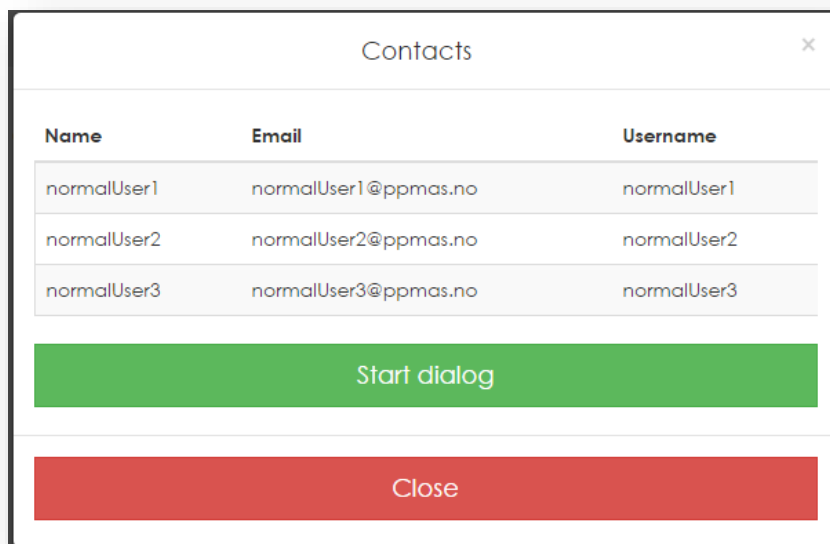 Contacts ×
Name Email Username
normalUser1 normalUser1@ppmas.no normalUser1
normalUser2 normalUser2@ppmas.no normalUser2
normalUser3 normalUser3@ppmas.no normalUser3
Start dialog
Close